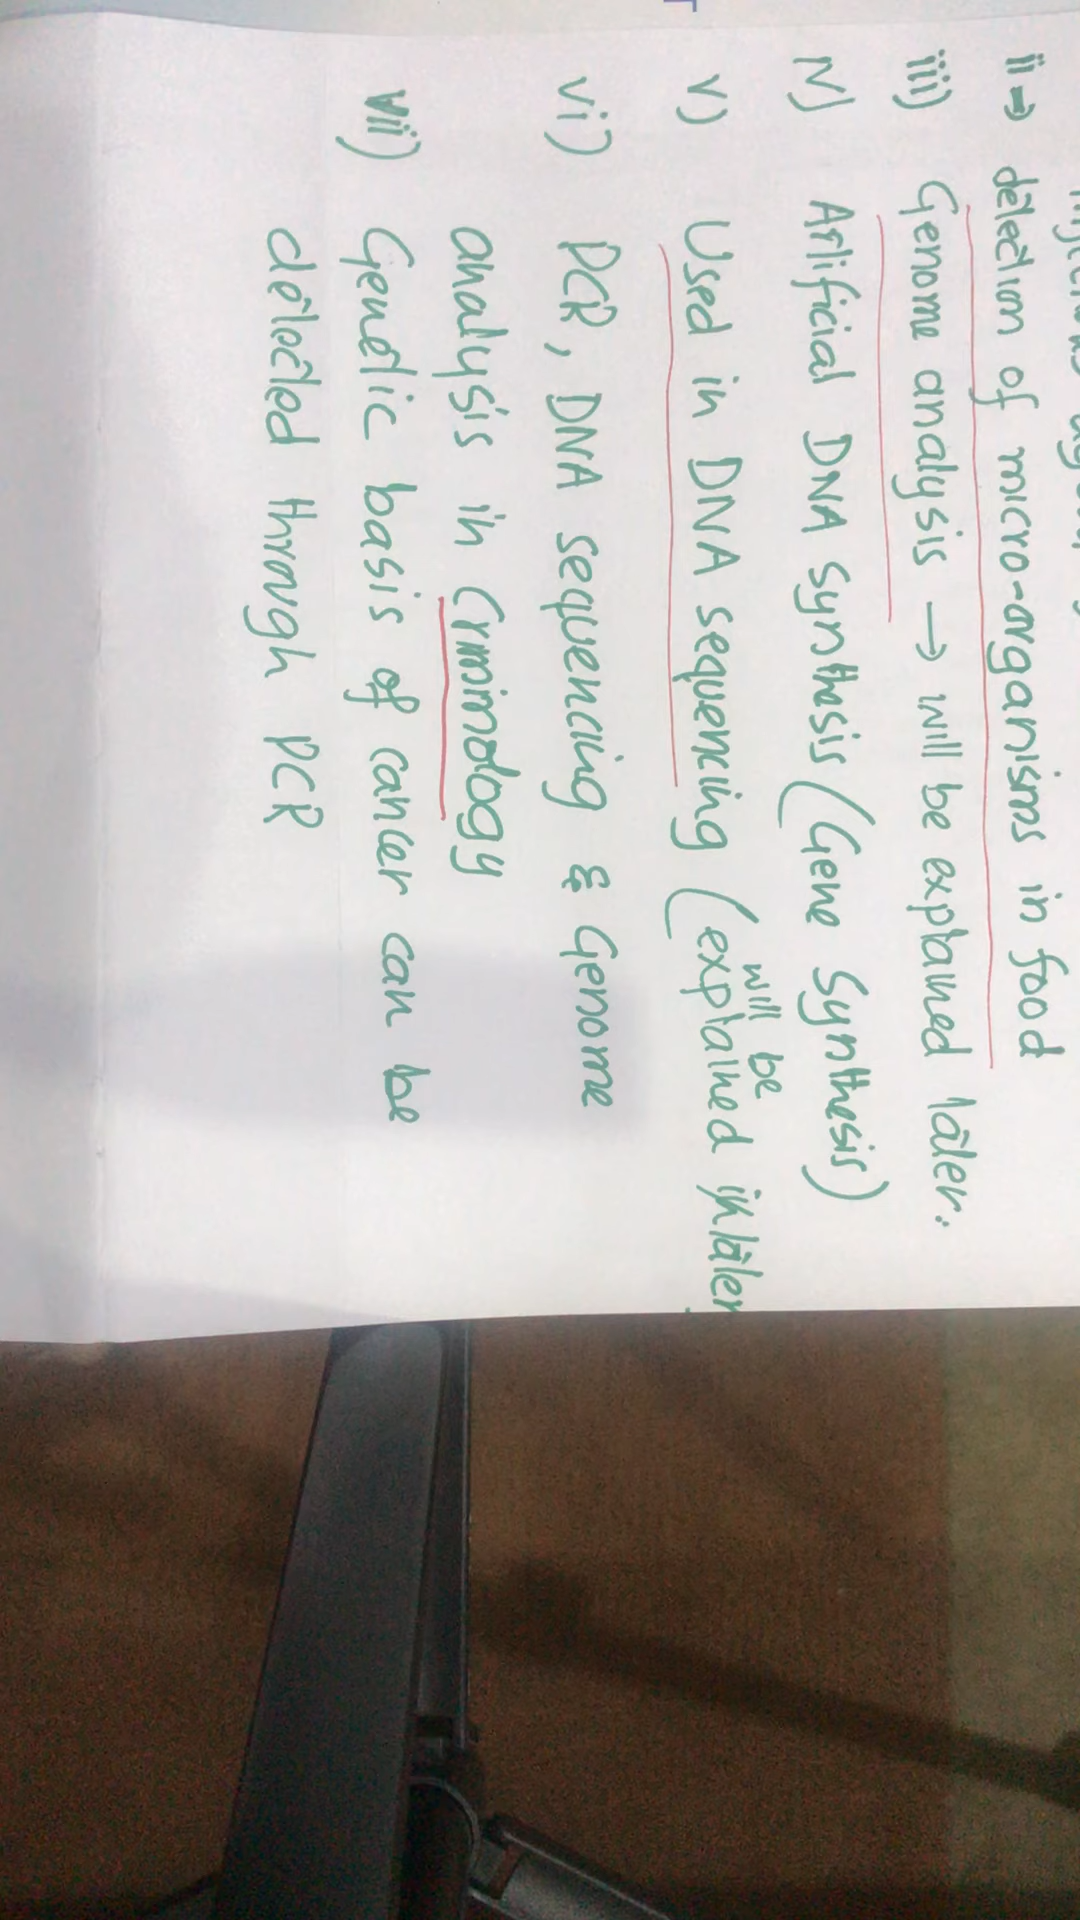 ii → detection of micro-organisms in food
iii) Genome analysis → will be explained later.
iv) Artificial DNA synthesis (Gene Synthesis)
v) Used in DNA sequencing (will be explained in later
vi) PCR, DNA sequencing & Genome
analysis in Criminology
vii) Genetic basis of cancer can be
detected through PCR